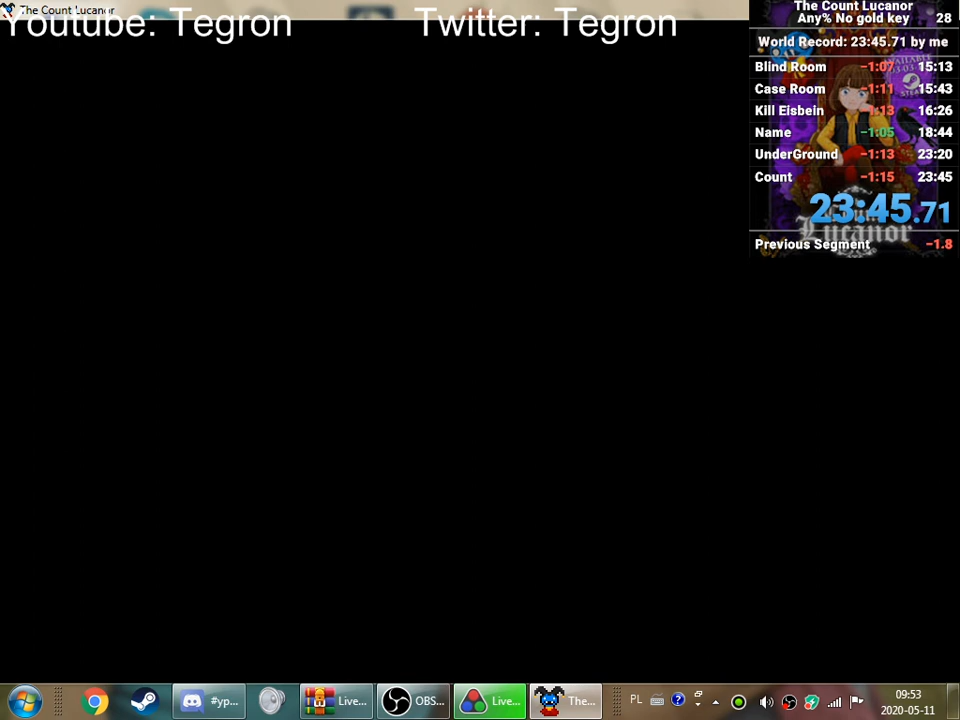 The Count Lucanor
Youtube: Tegron
Twitter: Tegron
The Count Lucanor
Any% No gold key 28
World Record: 23:45.71 by me
Blind Room −1:07 15:13
Case Room −1:11 15:43
Kill Eisbein −1:13 16:26
Name −1:05 18:44
UnderGround −1:13 23:20
Count −1:15 23:45
23:45.71
Lucanor
Previous Segment −1.8
#yp...
Live...
OBS...
Live...
The...
PL
09:53
2020-05-11